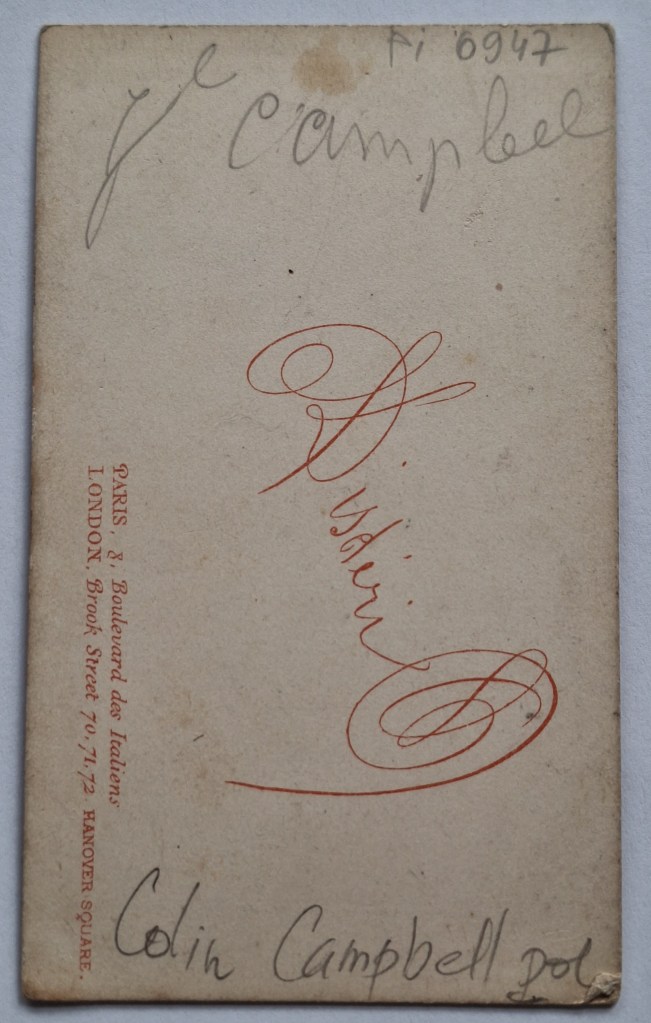 Pi 6947
Campbell
Disdéri
PARIS, 8, Boulevard des Italiens
LONDON, Brook Street 70.71.72 HANOVER SQUARE.
Colin Campbell